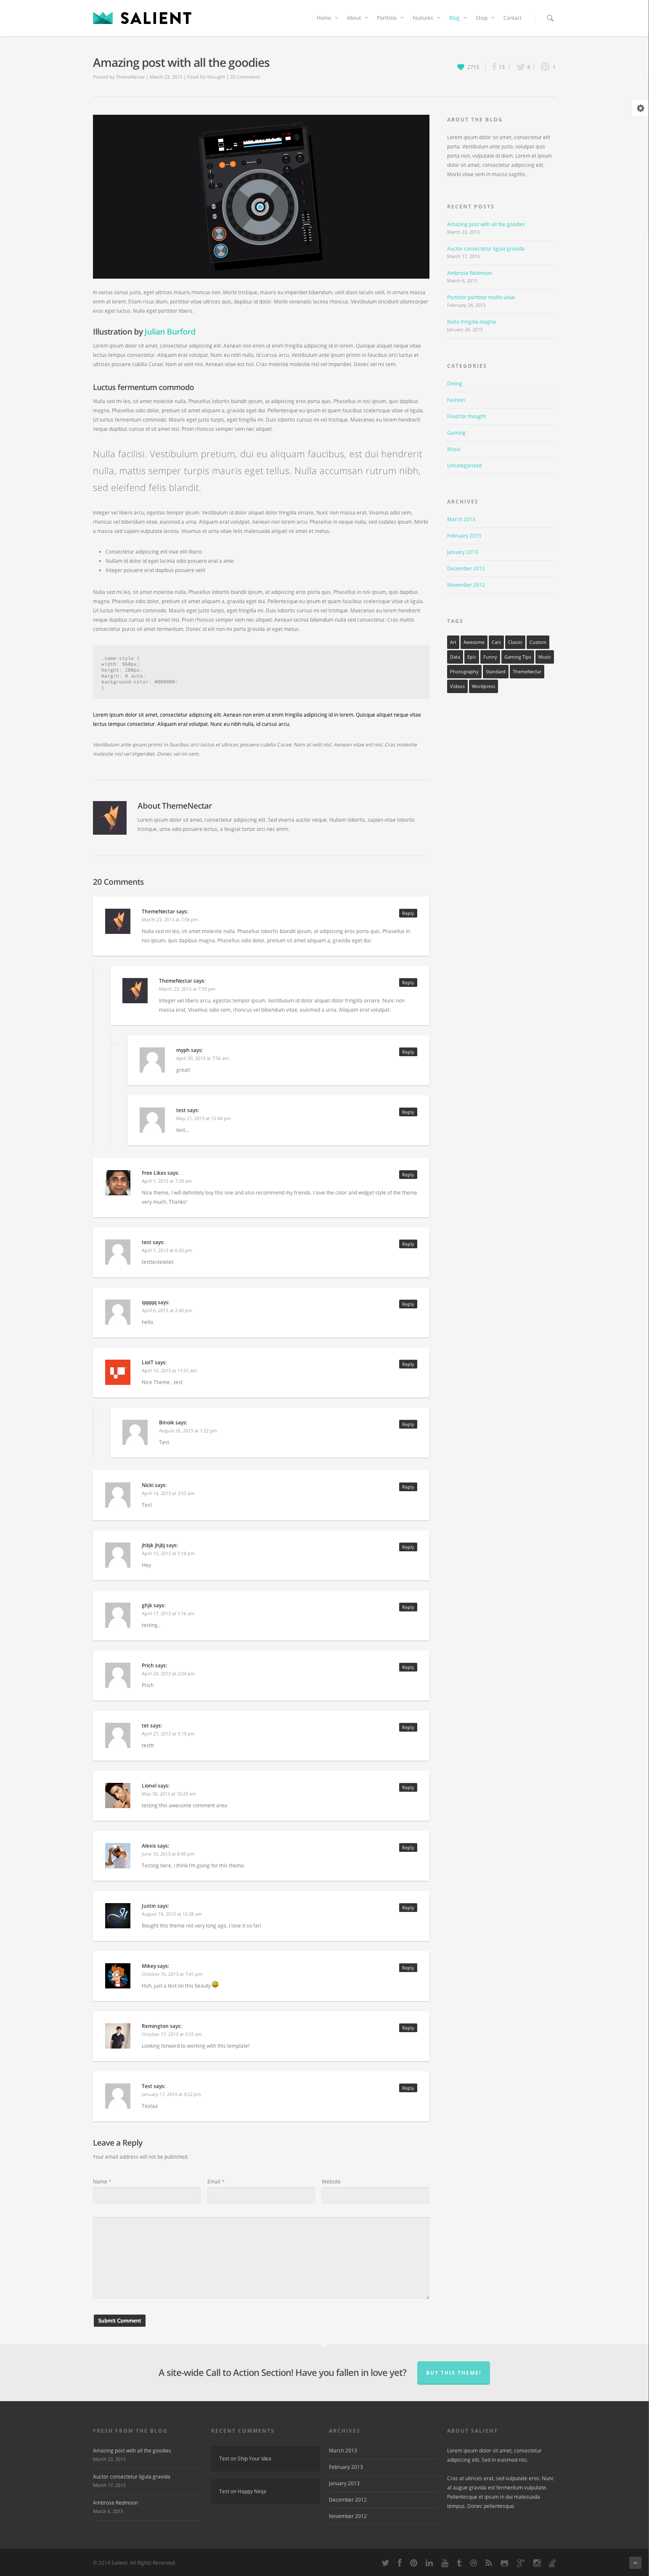 SALIENT
Home About Portfolio Features Blog Shop Contact
Amazing post with all the goodies
Posted by ThemeNectar | March 23, 2013 | Food for thought | 20 Comments
2713 13 6 1
In varius varius justo, eget ultrices mauris rhoncus non. Morbi tristique, mauris eu imperdiet bibendum, velit diam iaculis velit, in ornare massa
enim at lorem. Etiam risus diam, porttitor vitae ultrices quis, dapibus id dolor. Morbi venenatis lacinia rhoncus. Vestibulum tincidunt ullamcorper
eros eget luctus. Nulla eget porttitor libero.
Illustration by Julian Burford
Lorem ipsum dolor sit amet, consectetur adipiscing elit. Aenean non enim ut enim fringilla adipiscing id in lorem. Quisque aliquet neque vitae
lectus tempus consectetur. Aliquam erat volutpat. Nunc eu nibh nulla, id cursus arcu. Vestibulum ante ipsum primis in faucibus orci luctus et
ultrices posuere cubilia Curae; Nam at velit nisl. Aenean vitae est nisl. Cras molestie molestie nisl vel imperdiet. Donec vel mi sem.
Luctus fermentum commodo
Nulla sed mi leo, sit amet molestie nulla. Phasellus lobortis blandit ipsum, at adipiscing eros porta quis. Phasellus in nisi ipsum, quis dapibus
magna. Phasellus odio dolor, pretium sit amet aliquam a, gravida eget dui. Pellentesque eu ipsum et quam faucibus scelerisque vitae ut ligula.
Ut luctus fermentum commodo. Mauris eget justo turpis, eget fringilla mi. Duis lobortis cursus mi vel tristique. Maecenas eu lorem hendrerit
neque dapibus cursus id sit amet nisi. Proin rhoncus semper sem nec aliquet.
Nulla facilisi. Vestibulum pretium, dui eu aliquam faucibus, est dui hendrerit
nulla, mattis semper turpis mauris eget tellus. Nulla accumsan rutrum nibh,
sed eleifend felis blandit.
Integer vel libero arcu, egestas tempor ipsum. Vestibulum id dolor aliquet dolor fringilla ornare. Nunc non massa erat. Vivamus odio sem,
rhoncus vel bibendum vitae, euismod a urna. Aliquam erat volutpat. Aenean non lorem arcu. Phasellus in neque nulla, sed sodales ipsum. Morbi
a massa sed sapien vulputate lacinia. Vivamus et urna vitae felis malesuada aliquet sit amet et metus.
• Consectetur adipiscing elit vtae elit libero
• Nullam id dolor id eget lacinia odio posuere erat a ante
• Integer posuere erat dapibus posuere velit
Nulla sed mi leo, sit amet molestie nulla. Phasellus lobortis blandit ipsum, at adipiscing eros porta quis. Phasellus in nisi ipsum, quis dapibus
magna. Phasellus odio dolor, pretium sit amet aliquam a, gravida eget dui. Pellentesque eu ipsum et quam faucibus scelerisque vitae ut ligula.
Ut luctus fermentum commodo. Mauris eget justo turpis, eget fringilla mi. Duis lobortis cursus mi vel tristique. Maecenas eu lorem hendrerit
neque dapibus cursus id sit amet nisi. Proin rhoncus semper sem nec aliquet. Aenean lacinia bibendum nulla sed consectetur. Cras mattis
consectetur purus sit amet fermentum. Donec id elit non mi porta gravida at eget metus.
.some-style {
width: 960px;
height: 200px;
margin: 0 auto;
background-color: #000000;
}
Lorem ipsum dolor sit amet, consectetur adipiscing elit. Aenean non enim ut enim fringilla adipiscing id in lorem. Quisque aliquet neque vitae
lectus tempus consectetur. Aliquam erat volutpat. Nunc eu nibh nulla, id cursus arcu.
Vestibulum ante ipsum primis in faucibus orci luctus et ultrices posuere cubilia Curae; Nam at velit nisl. Aenean vitae est nisl. Cras molestie
molestie nisl vel imperdiet. Donec vel mi sem.
About ThemeNectar
Lorem ipsum dolor sit amet, consectetur adipiscing elit. Sed viverra auctor neque. Nullam lobortis, sapien vitae lobortis
tristique, urna odio posuere lectus, a feugiat tortor orci nec enim.
20 Comments
ThemeNectar says: Reply
March 23, 2013 at 7:58 pm
Nulla sed mi leo, sit amet molestie nulla. Phasellus lobortis blandit ipsum, at adipiscing eros porta quis. Phasellus in
nisi ipsum, quis dapibus magna. Phasellus odio dolor, pretium sit amet aliquam a, gravida eget dui.
ThemeNectar says: Reply
March 23, 2013 at 7:59 pm
Integer vel libero arcu, egestas tempor ipsum. Vestibulum id dolor aliquet dolor fringilla ornare. Nunc non
massa erat. Vivamus odio sem, rhoncus vel bibendum vitae, euismod a urna. Aliquam erat volutpat.
myph says: Reply
April 30, 2013 at 7:56 am
great!
test says: Reply
May 21, 2013 at 12:44 pm
test...
Free Likes says: Reply
April 1, 2013 at 7:39 am
Nice theme, I will definitely buy this one and also recommend my friends. I love the color and widget style of the theme
very much. Thanks!
test says: Reply
April 1, 2013 at 6:20 pm
testtestetetet
qqqqq says: Reply
April 6, 2013 at 2:40 pm
hello
LioIT says: Reply
April 10, 2013 at 11:01 am
Nice Theme , test
Binoik says: Reply
August 26, 2013 at 1:22 pm
Test
Nicki says: Reply
April 14, 2013 at 3:52 am
Test
jhbjk jhjbj says: Reply
April 15, 2013 at 5:18 pm
Hey
ghjk says: Reply
April 17, 2013 at 1:16 am
testing..
Prich says: Reply
April 24, 2013 at 2:04 pm
Prich
tet says: Reply
April 27, 2013 at 9:19 pm
testtt
Lionel says: Reply
May 30, 2013 at 10:20 am
testing this awesome comment area
Alexis says: Reply
June 10, 2013 at 8:49 pm
Testing here, I think I'm going for this theme.
Justin says: Reply
August 18, 2013 at 12:38 am
Bought this theme not very long ago. I love it so far!
Mikey says: Reply
October 15, 2013 at 7:41 pm
Huh, just a test on this beauty
Remington says: Reply
October 17, 2013 at 3:55 am
Looking forward to working with this template!
Test says: Reply
January 17, 2014 at 9:22 pm
Testaa
Leave a Reply
Your email address will not be published.
Name * Email * Website
Submit Comment
ABOUT THE BLOG
Lorem ipsum dolor sit amet, consectetur elit
porta. Vestibulum ante justo, volutpat quis
porta non, vulputate id diam. Lorem et ipsum
dolor sit amet, consectetur adipiscing elit.
Morbi vitae sem in massa sagittis.
RECENT POSTS
Amazing post with all the goodies
March 23, 2013
Auctor consectetur ligula gravida
March 17, 2013
Ambrose Redmoon
March 6, 2013
Porttitor porttitor mollis vitae
February 24, 2013
Nulla fringilla magna
January 26, 2013
CATEGORIES
Dining
Fashion
Food for thought
Gaming
Music
Uncategorized
ARCHIVES
March 2013
February 2013
January 2013
December 2012
November 2012
TAGS
Art Awesome Cars Classic Custom
Data Epic Funny Gaming Tips Music
Photography Standard ThemeNectar
Videos Wordpress
A site-wide Call to Action Section! Have you fallen in love yet? BUY THIS THEME!
FRESH FROM THE BLOG
Amazing post with all the goodies
March 23, 2013
Auctor consectetur ligula gravida
March 17, 2013
Ambrose Redmoon
March 6, 2013
RECENT COMMENTS
Test on Ship Your Idea
Test on Happy Ninja
ARCHIVES
March 2013
February 2013
January 2013
December 2012
November 2012
ABOUT SALIENT
Lorem ipsum dolor sit amet, consectetur
adipiscing elit. Sed in euismod nisi.
Cras at ultrices erat, sed vulputate eros. Nunc
at augue gravida est fermentum vulputate.
Pellentesque et ipsum in dui malesuada
tempus. Donec pellentesque.
© 2014 Salient. All Rights Reserved.